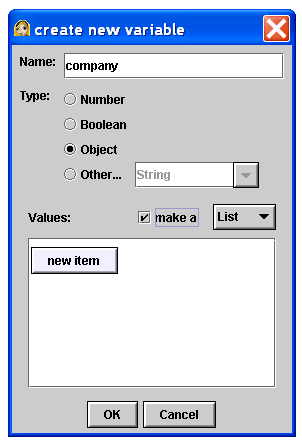 create new variable
Name: company
Type: Number
Boolean
Object
Other... String
Values: make a List
new item
OK Cancel